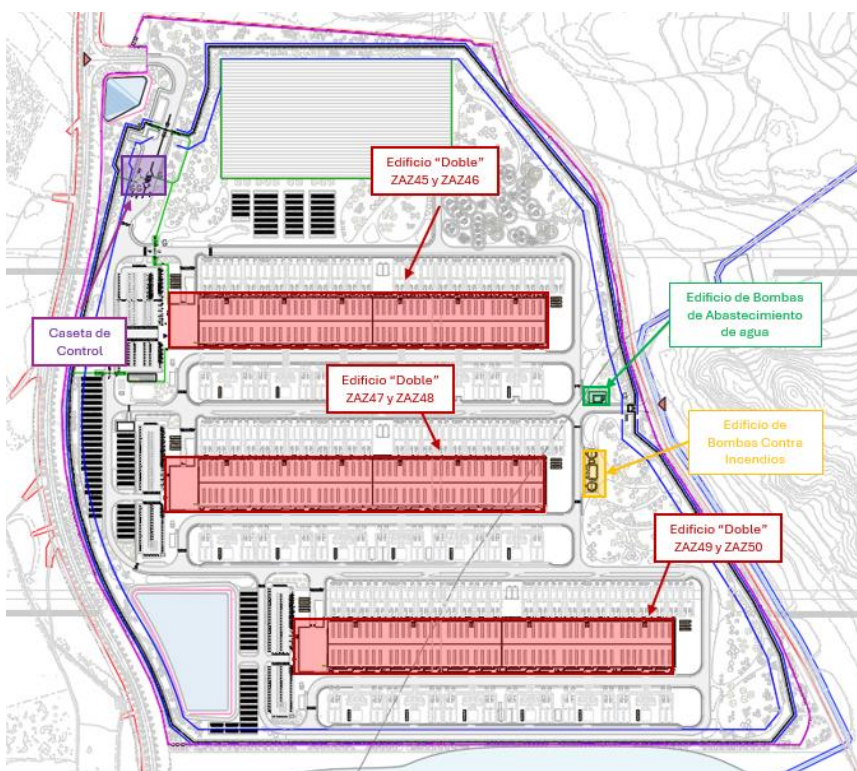 Edificio “Doble”
ZAZ45 y ZAZ46
Edificio de Bombas
de Abastecimiento
de agua
Caseta de
Control
Edificio “Doble”
ZAZ47 y ZAZ48
Edificio de
Bombas Contra
Incendios
Edificio “Doble”
ZAZ49 y ZAZ50